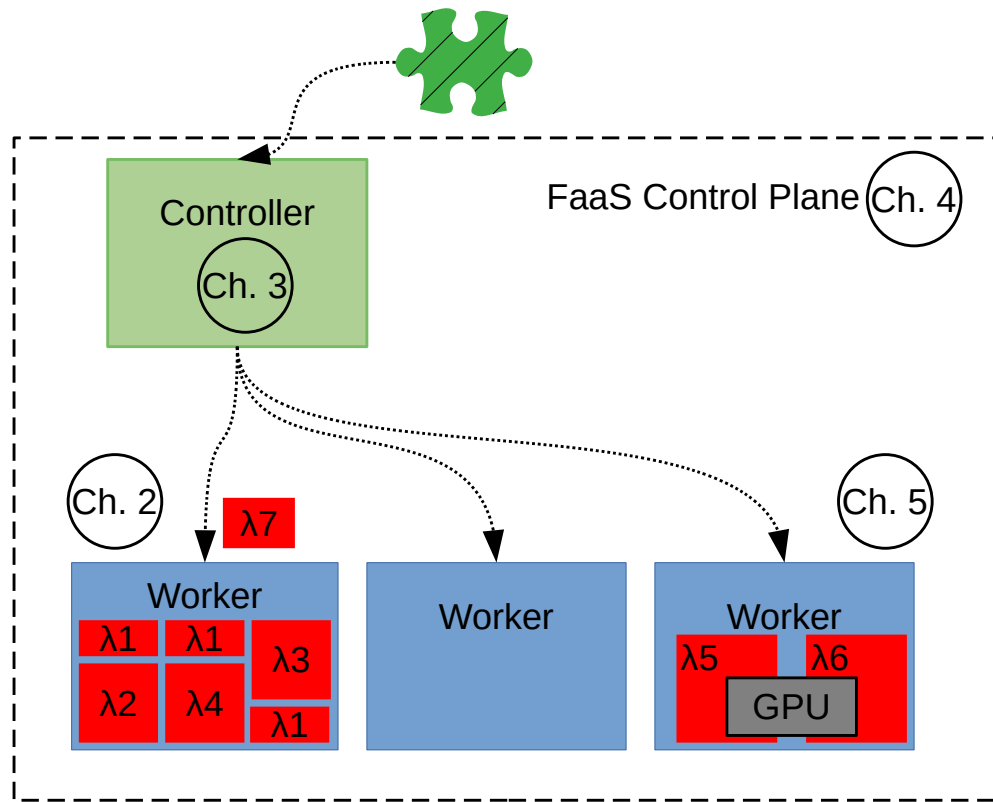 FaaS Control Plane
Ch. 4
Controller
Ch. 3
Ch. 2
λ7
Ch. 5
Worker
λ1
λ1
λ3
λ2
λ4
λ1
Worker
Worker
λ5
λ6
GPU